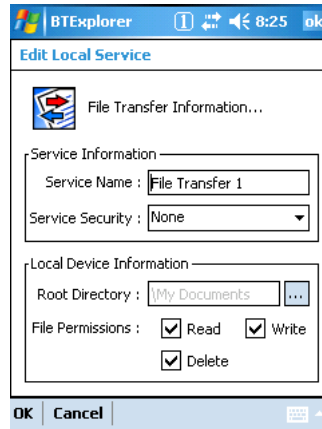 BTExplorer 1 8:25 ok
Edit Local Service
File Transfer Information...
Service Information
Service Name : File Transfer 1
Service Security : None
Local Device Information
Root Directory : \My Documents ...
File Permissions : Read Write
Delete
OK Cancel